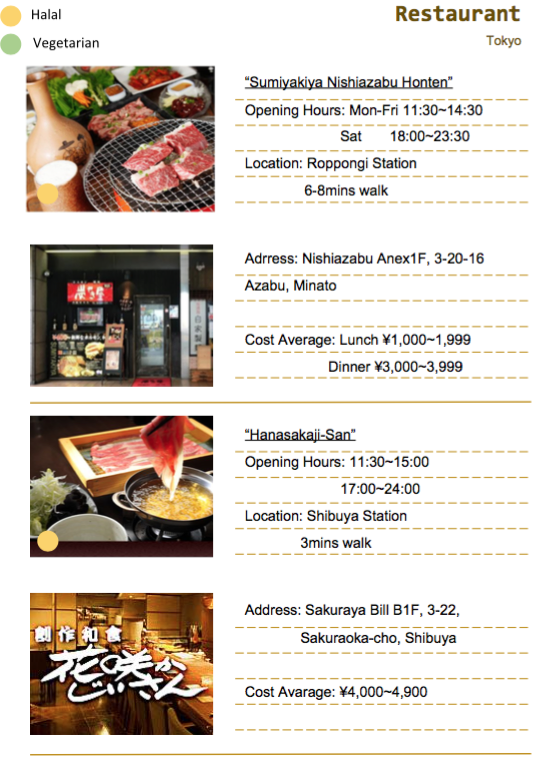 Halal
Vegetarian
Restaurant
Tokyo
“Sumiyakiya Nishiazabu Honten”
Opening Hours: Mon-Fri 11:30~14:30
Sat 18:00~23:30
Location: Roppongi Station
6-8mins walk
Adrress: Nishiazabu Anex1F, 3-20-16
Azabu, Minato
Cost Average: Lunch ¥1,000~1,999
Dinner ¥3,000~3,999
“Hanasakaji-San”
Opening Hours: 11:30~15:00
17:00~24:00
Location: Shibuya Station
3mins walk
創作和食
花咲か
じいさん
Address: Sakuraya Bill B1F, 3-22,
Sakuraoka-cho, Shibuya
Cost Avarage: ¥4,000~4,900